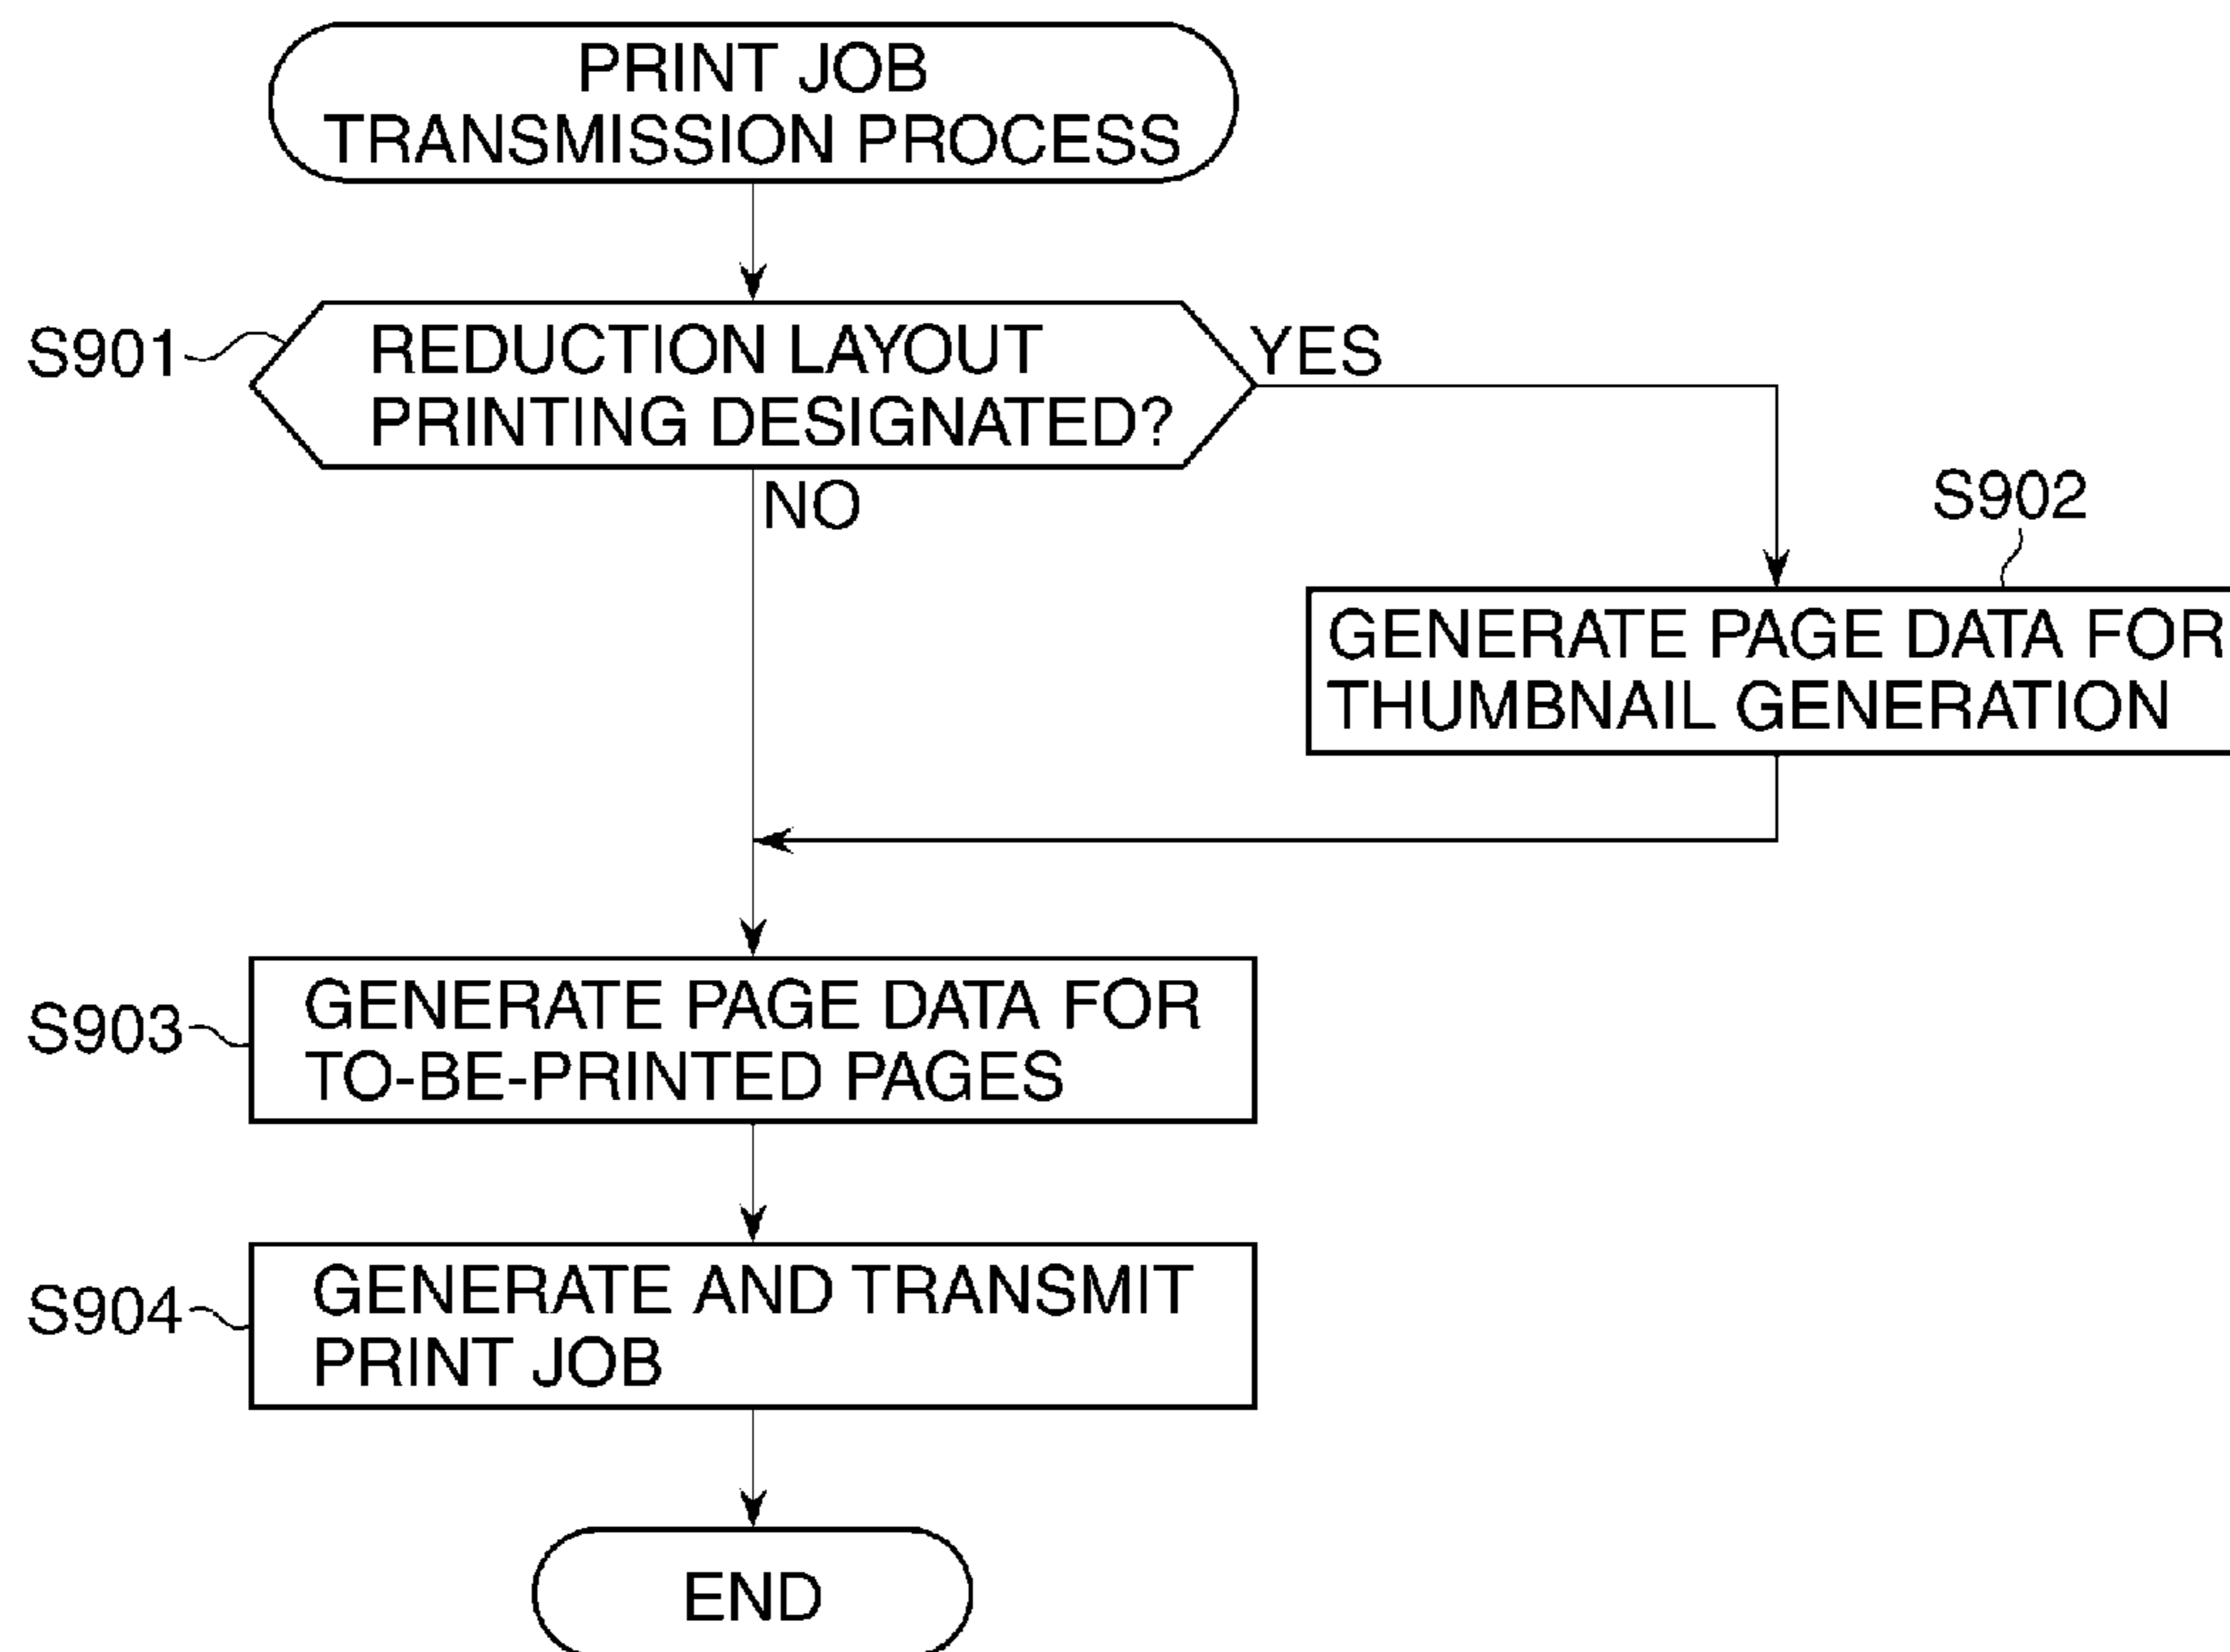 PRINT JOB
TRANSMISSION PROCESS
S901
REDUCTION LAYOUT
PRINTING DESIGNATED?
YES
NO
S902
GENERATE PAGE DATA FOR
THUMBNAIL GENERATION
S903
GENERATE PAGE DATA FOR
TO-BE-PRINTED PAGES
S904
GENERATE AND TRANSMIT
PRINT JOB
END